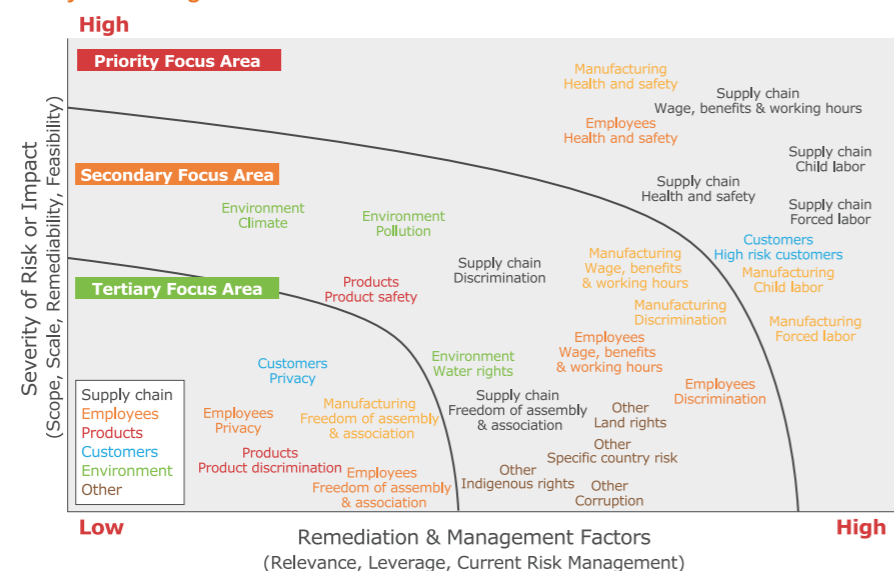 High
Priority Focus Area
Manufacturing
Health and safety
Supply chain
Wage, benefits & working hours
Employees
Health and safety
Supply chain
Child labor
Secondary Focus Area
Supply chain
Health and safety
Supply chain
Forced labor
Environment
Climate
Environment
Pollution
Customers
High risk customers
Supply chain
Discrimination
Manufacturing
Wage, benefits
& working hours
Manufacturing
Child labor
Tertiary Focus Area
Products
Product safety
Manufacturing
Discrimination
Manufacturing
Forced labor
Employees
Wage, benefits
& working hours
Environment
Water rights
Customers
Privacy
Employees
Discrimination
Supply chain
Freedom of assembly
& association
Manufacturing
Freedom of assembly
& association
Employees
Privacy
Other
Land rights
Other
Specific country risk
Products
Product discrimination
Employees
Freedom of assembly
& association
Other
Indigenous rights
Other
Corruption
Supply chain
Employees
Products
Customers
Environment
Other
Severity of Risk or Impact
(Scope, Scale, Remediability, Feasibility)
Low
High
Remediation & Management Factors
(Relevance, Leverage, Current Risk Management)